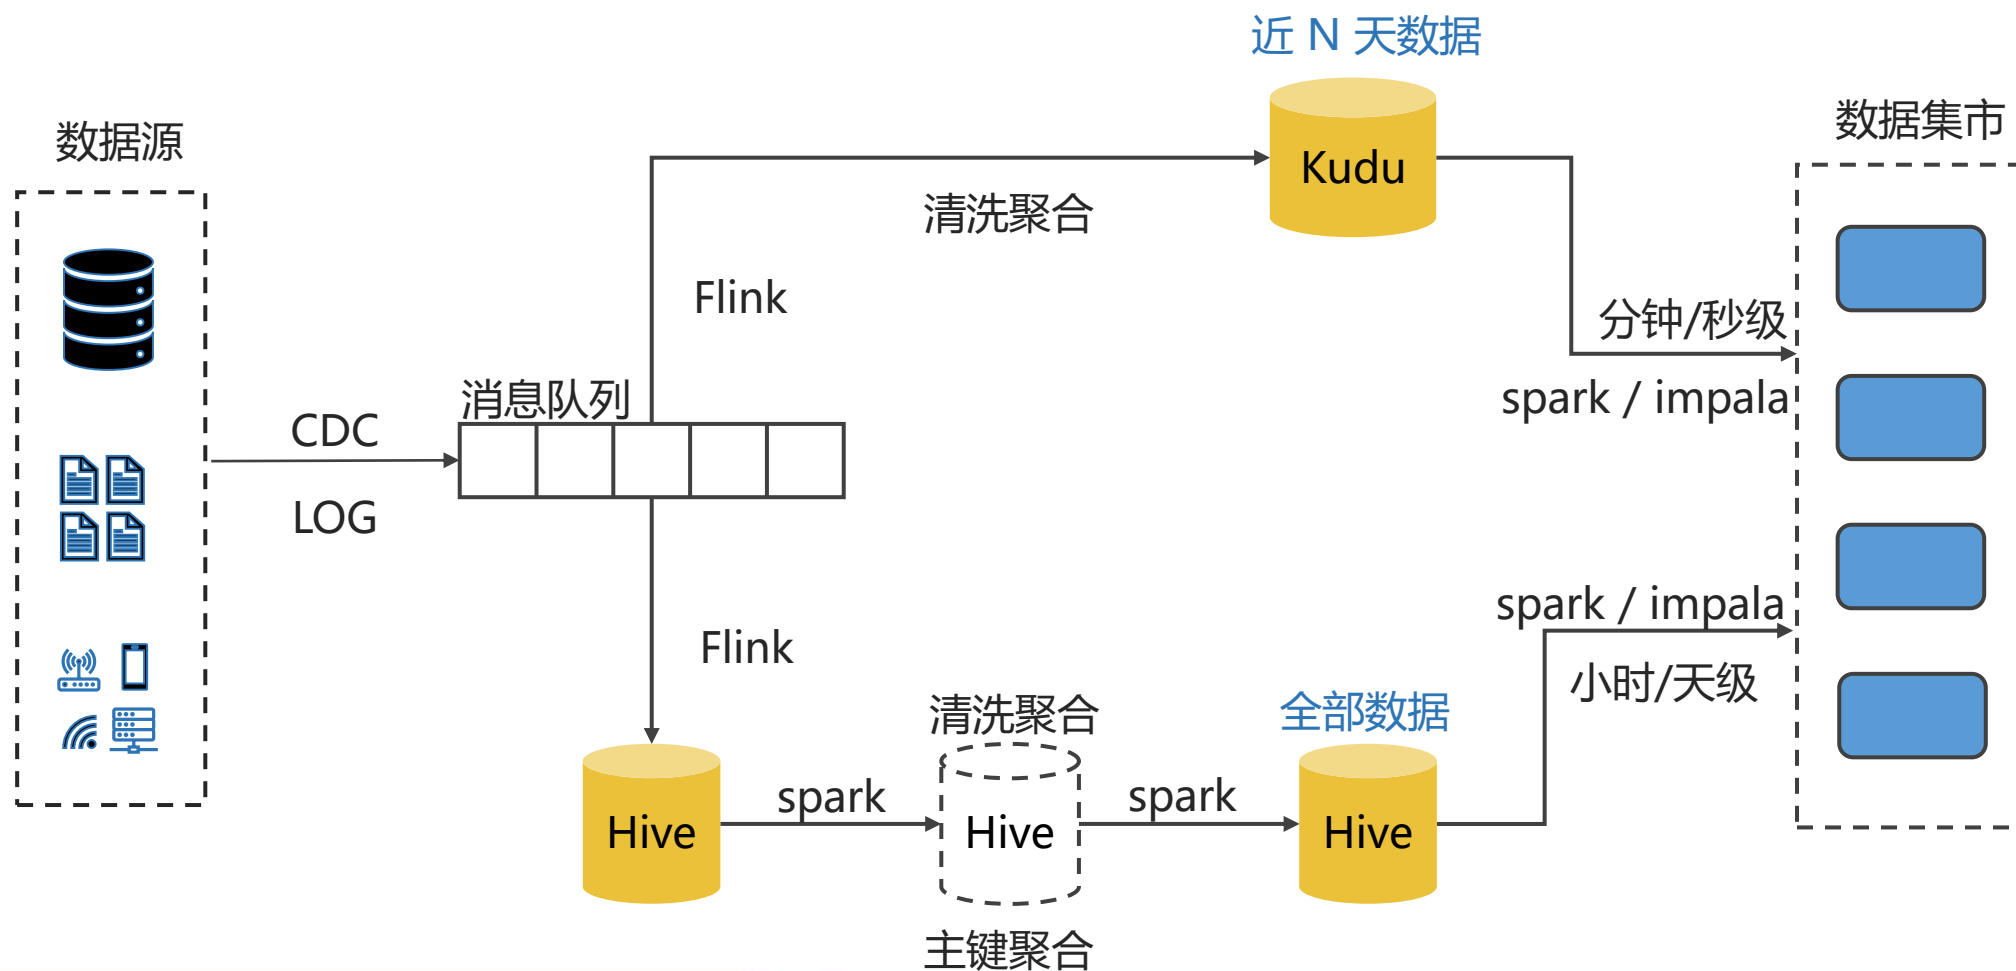 近 N 天数据
数据源
数据集市
Kudu
清洗聚合
Flink
分钟/秒级
消息队列
spark / impala
CDC
LOG
spark / impala
Flink
小时/天级
清洗聚合
全部数据
spark
spark
Hive
Hive
Hive
主键聚合